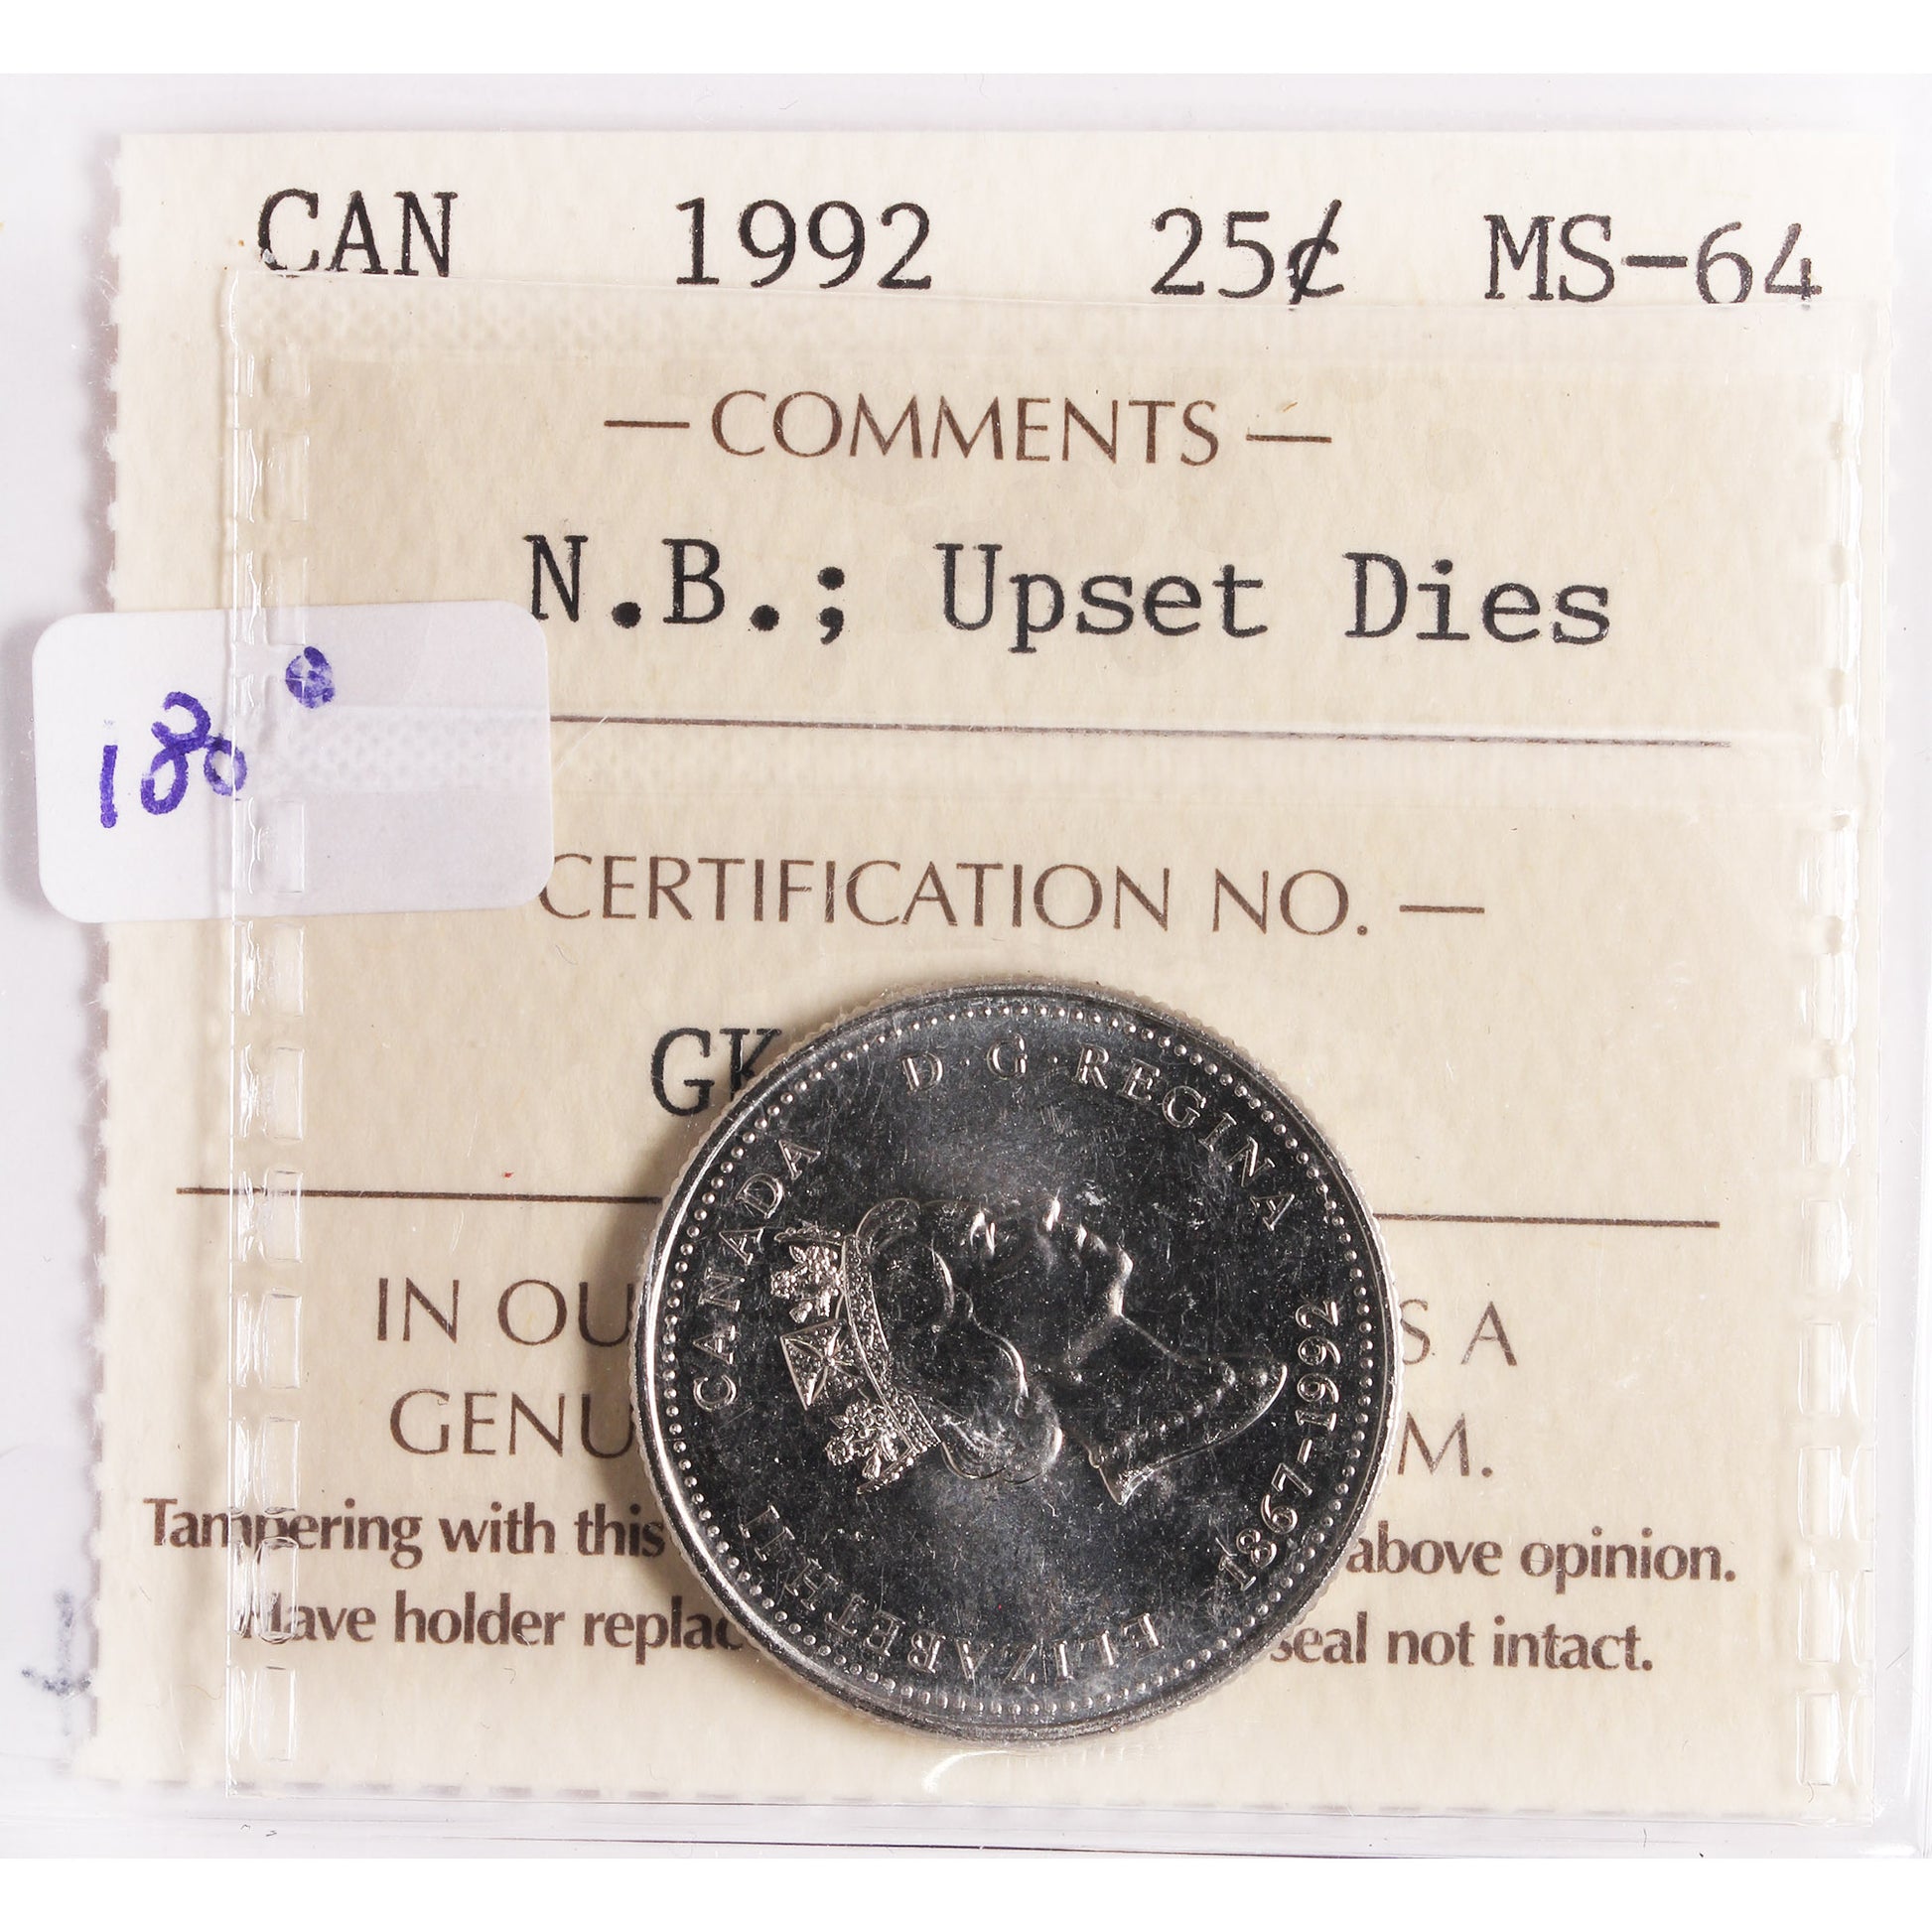 CAN 1992 25¢ MS-64
— COMMENTS —
N.B.; Upset Dies
180°
CERTIFICATION NO. —
GK
IN OU S A
GENU M.
Tampering with this above opinion.
Have holder replac seal not intact.
CANADA
D·G·REGINA
ELIZABETH II
1867-1992